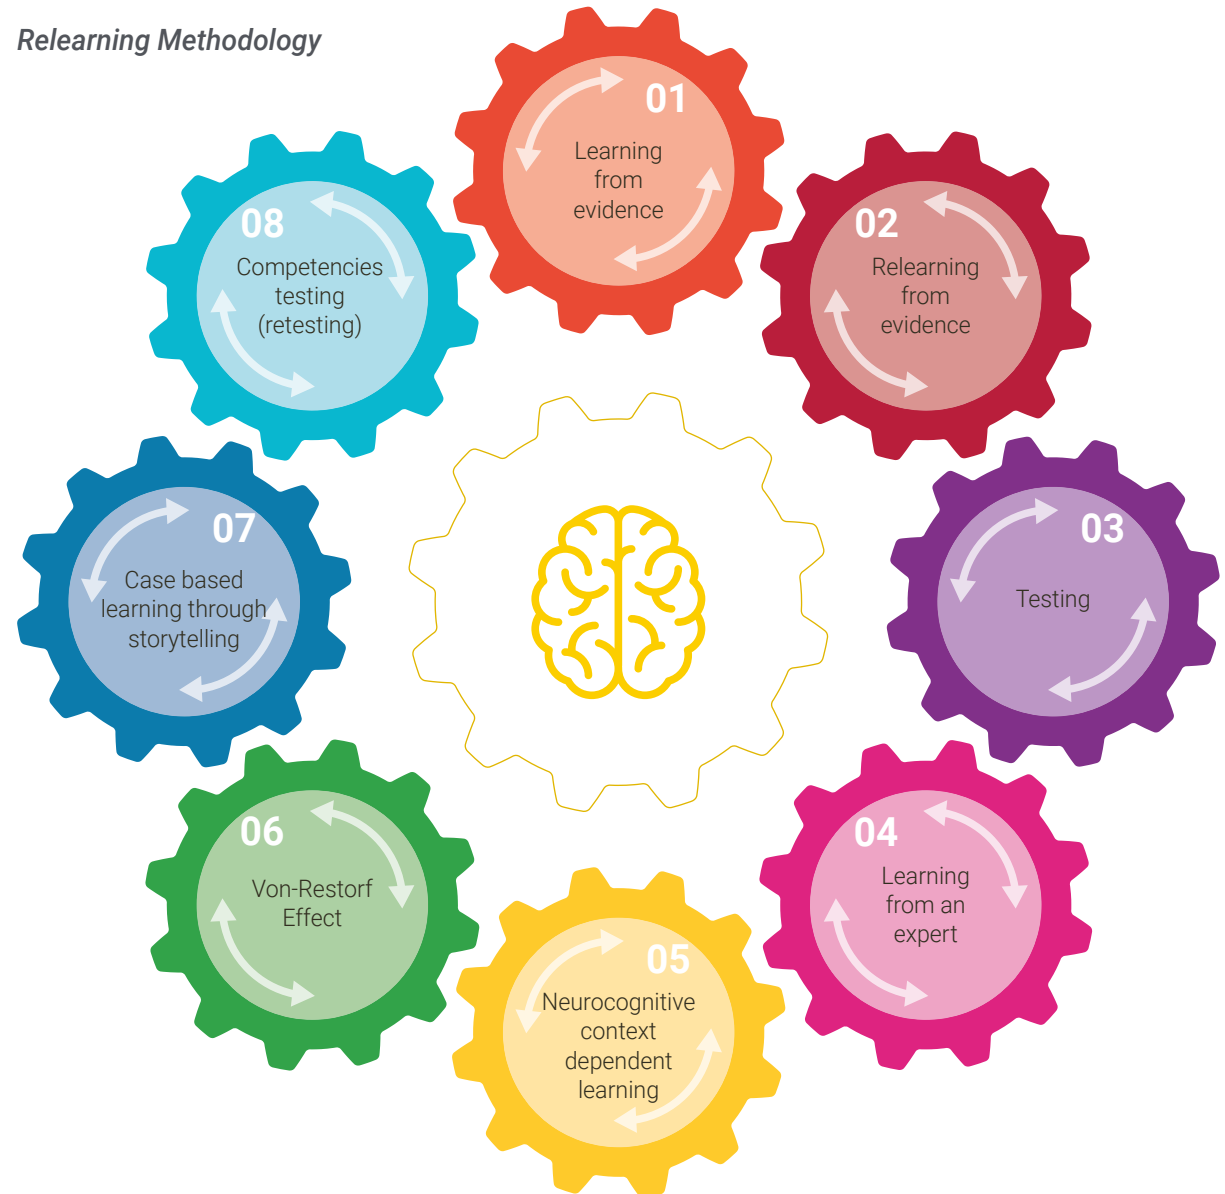 Relearning Methodology
01
Learning
from
evidence
02
Relearning
from
evidence
03
Testing
04
Learning
from an
expert
05
Neurocognitive
context
dependent
learning
06
Von-Restorf
Effect
07
Case based
learning through
storytelling
08
Competencies
testing
(retesting)